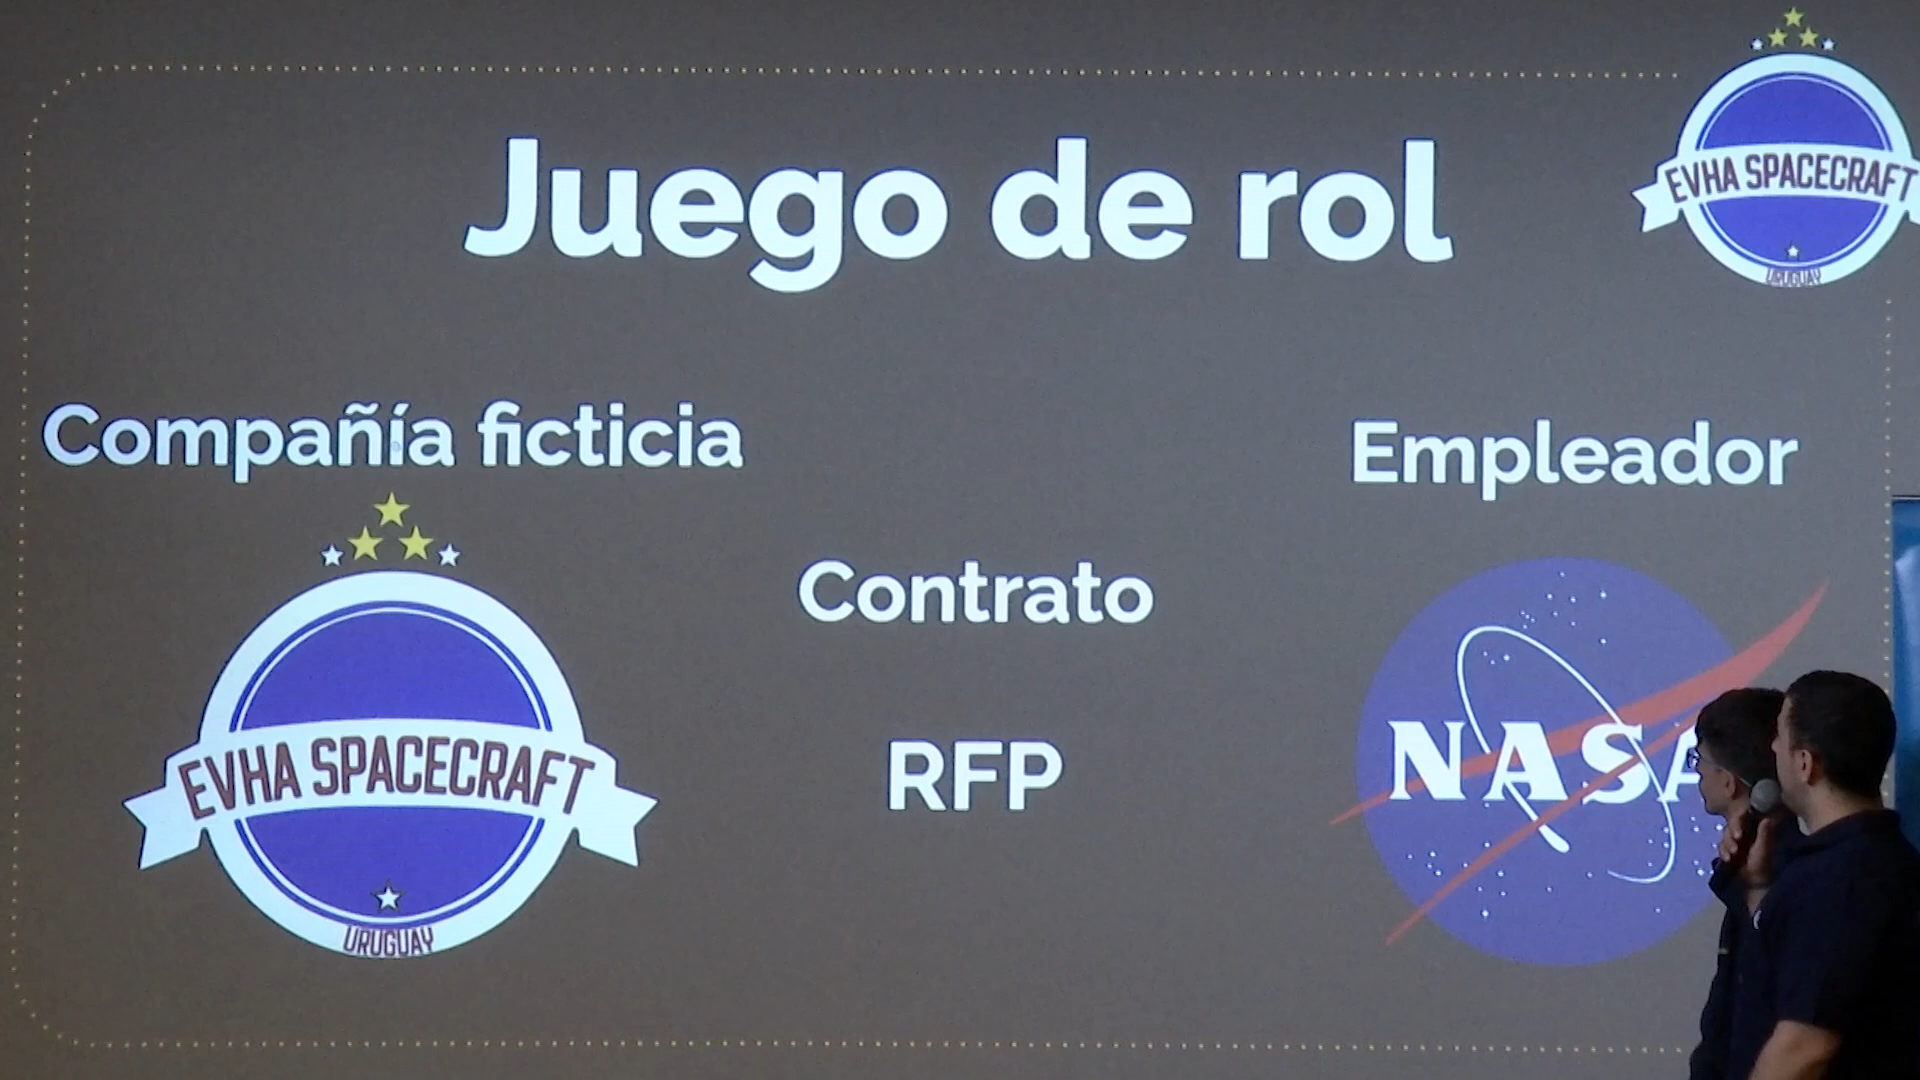 Juego de rol
EVHA SPACECRAFT
URUGUAY
Compañía ficticia
Empleador
Contrato
RFP
EVHA SPACECRAFT
URUGUAY
NASA